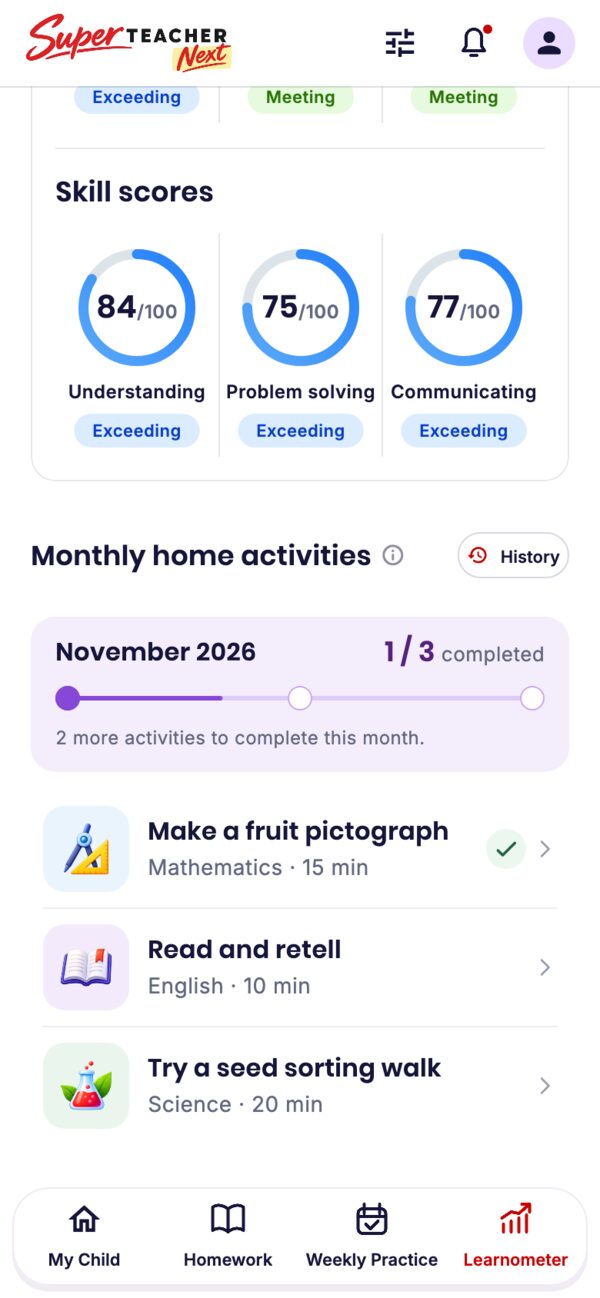 Super TEACHER
Next
Exceeding
Meeting
Meeting
Skill scores
84/100
75/100
77/100
Understanding
Problem solving
Communicating
Exceeding
Exceeding
Exceeding
Monthly home activities
History
November 2026
1 / 3 completed
2 more activities to complete this month.
Make a fruit pictograph
Mathematics · 15 min
Read and retell
English · 10 min
Try a seed sorting walk
Science · 20 min
My Child
Homework
Weekly Practice
Learnometer